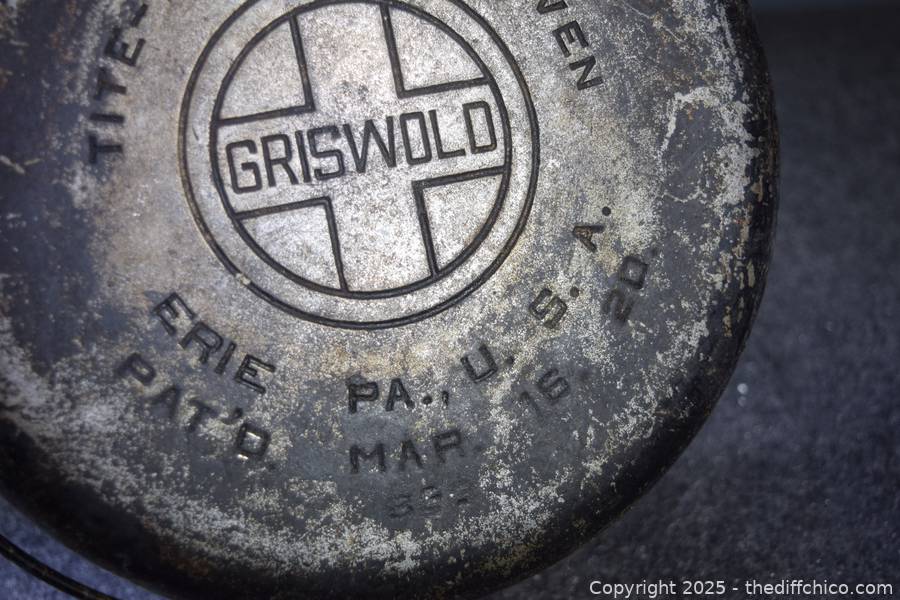 TITE-
VEN
GRISWOLD
ERIE PA., U. S. A.
PAT'D. MAR. 16, 20.
Copyright 2025 - thediffchico.com